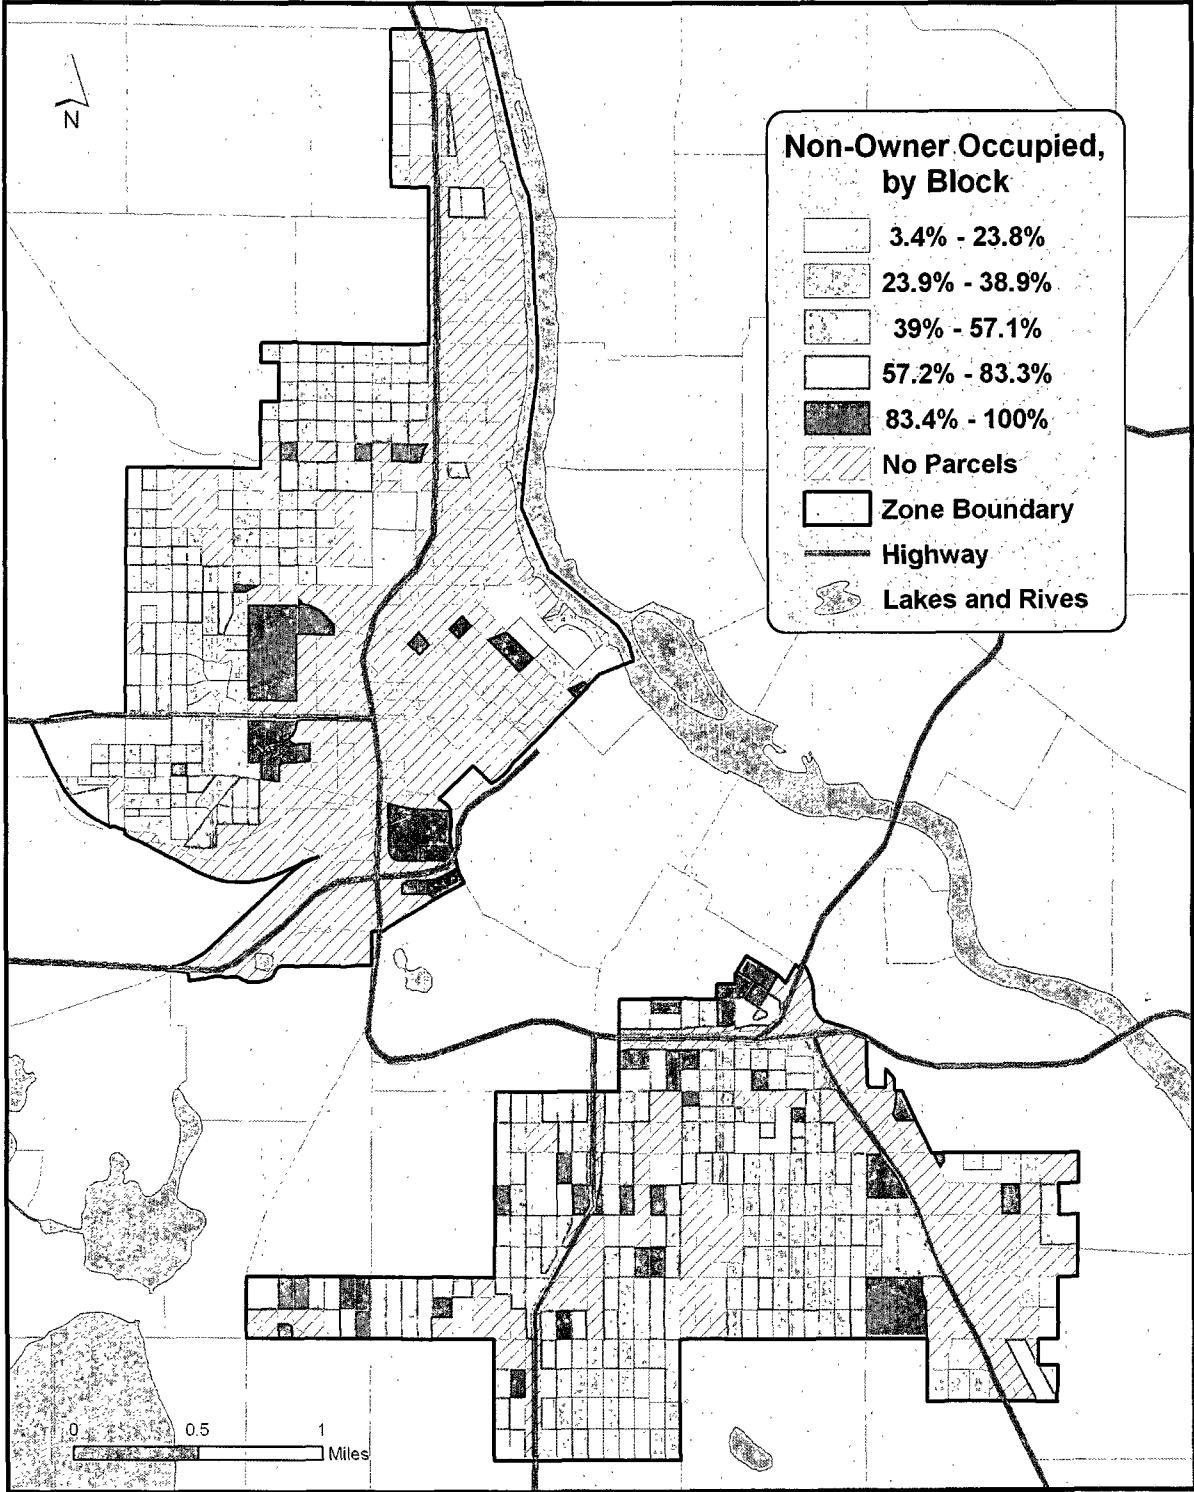 N
Non-Owner Occupied,
by Block
3.4% - 23.8%
23.9% - 38.9%
39% - 57.1%
57.2% - 83.3%
83.4% - 100%
No Parcels
Zone Boundary
Highway
Lakes and Rives
0 0.5 1
Miles